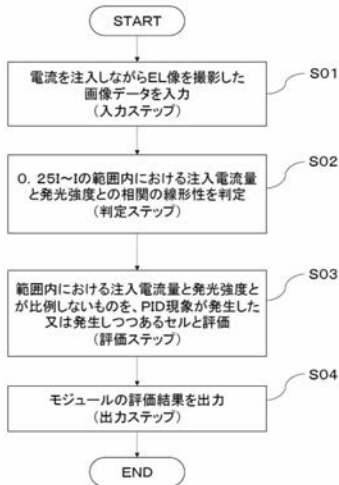 START
電流を注入しながらEL像を撮影した
画像データを入力
(入力ステップ)
S01
0. 25I~Iの範囲内における注入電流量
と発光強度との相関の線形性を判定
(判定ステップ)
S02
範囲内における注入電流量と発光強度と
が比例しないものを、PID現象が発生した
又は発生しつつあるセルと評価
(評価ステップ)
S03
モジュールの評価結果を出力
(出力ステップ)
S04
END